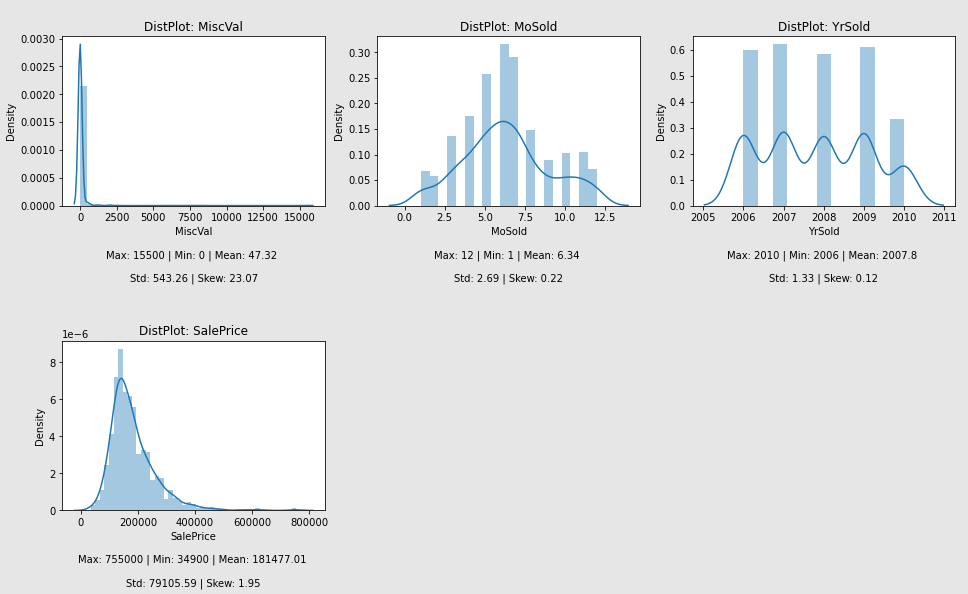 DistPlot: MiscVal
0.0030
0.0025
0.0020
0.0015
0.0010
0.0005
0.0000
Density
0 2500 5000 7500 10000 12500 15000
MiscVal
Max: 15500 | Min: 0 | Mean: 47.32
Std: 543.26 | Skew: 23.07
DistPlot: MoSold
0.30
0.25
0.20
0.15
0.10
0.05
0.00
Density
0.0 2.5 5.0 7.5 10.0 12.5
MoSold
Max: 12 | Min: 1 | Mean: 6.34
Std: 2.69 | Skew: 0.22
DistPlot: YrSold
0.6
0.5
0.4
0.3
0.2
0.1
0.0
Density
2005 2006 2007 2008 2009 2010 2011
YrSold
Max: 2010 | Min: 2006 | Mean: 2007.8
Std: 1.33 | Skew: 0.12
DistPlot: SalePrice
1e−6
8
6
4
2
0
Density
0 200000 400000 600000 800000
SalePrice
Max: 755000 | Min: 34900 | Mean: 181477.01
Std: 79105.59 | Skew: 1.95